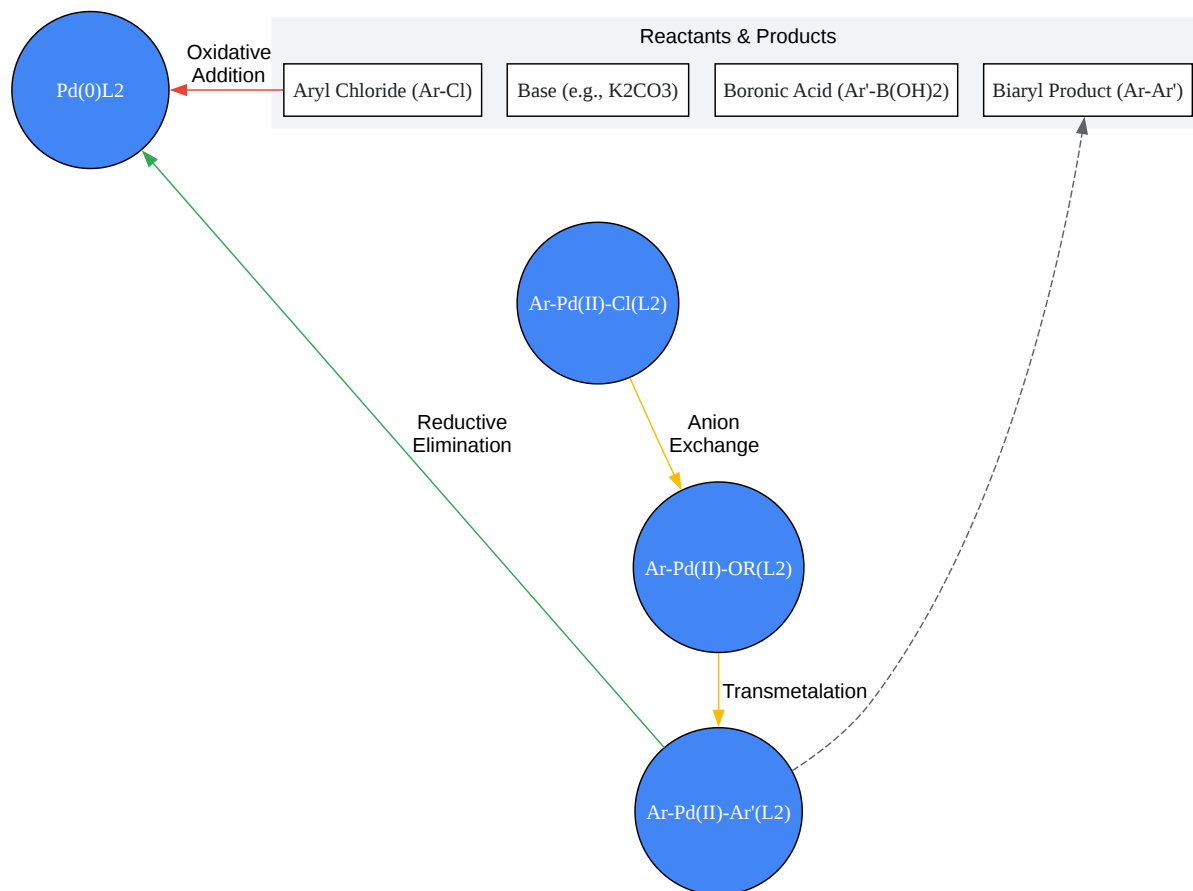 Reactants & Products
Oxidative
Addition
Pd(0)L2
Aryl Chloride (Ar-Cl)
Base (e.g., K2CO3)
Boronic Acid (Ar'-B(OH)2)
Biaryl Product (Ar-Ar')
Ar-Pd(II)-Cl(L2)
Reductive
Elimination
Anion
Exchange
Ar-Pd(II)-OR(L2)
Transmetalation
Ar-Pd(II)-Ar'(L2)